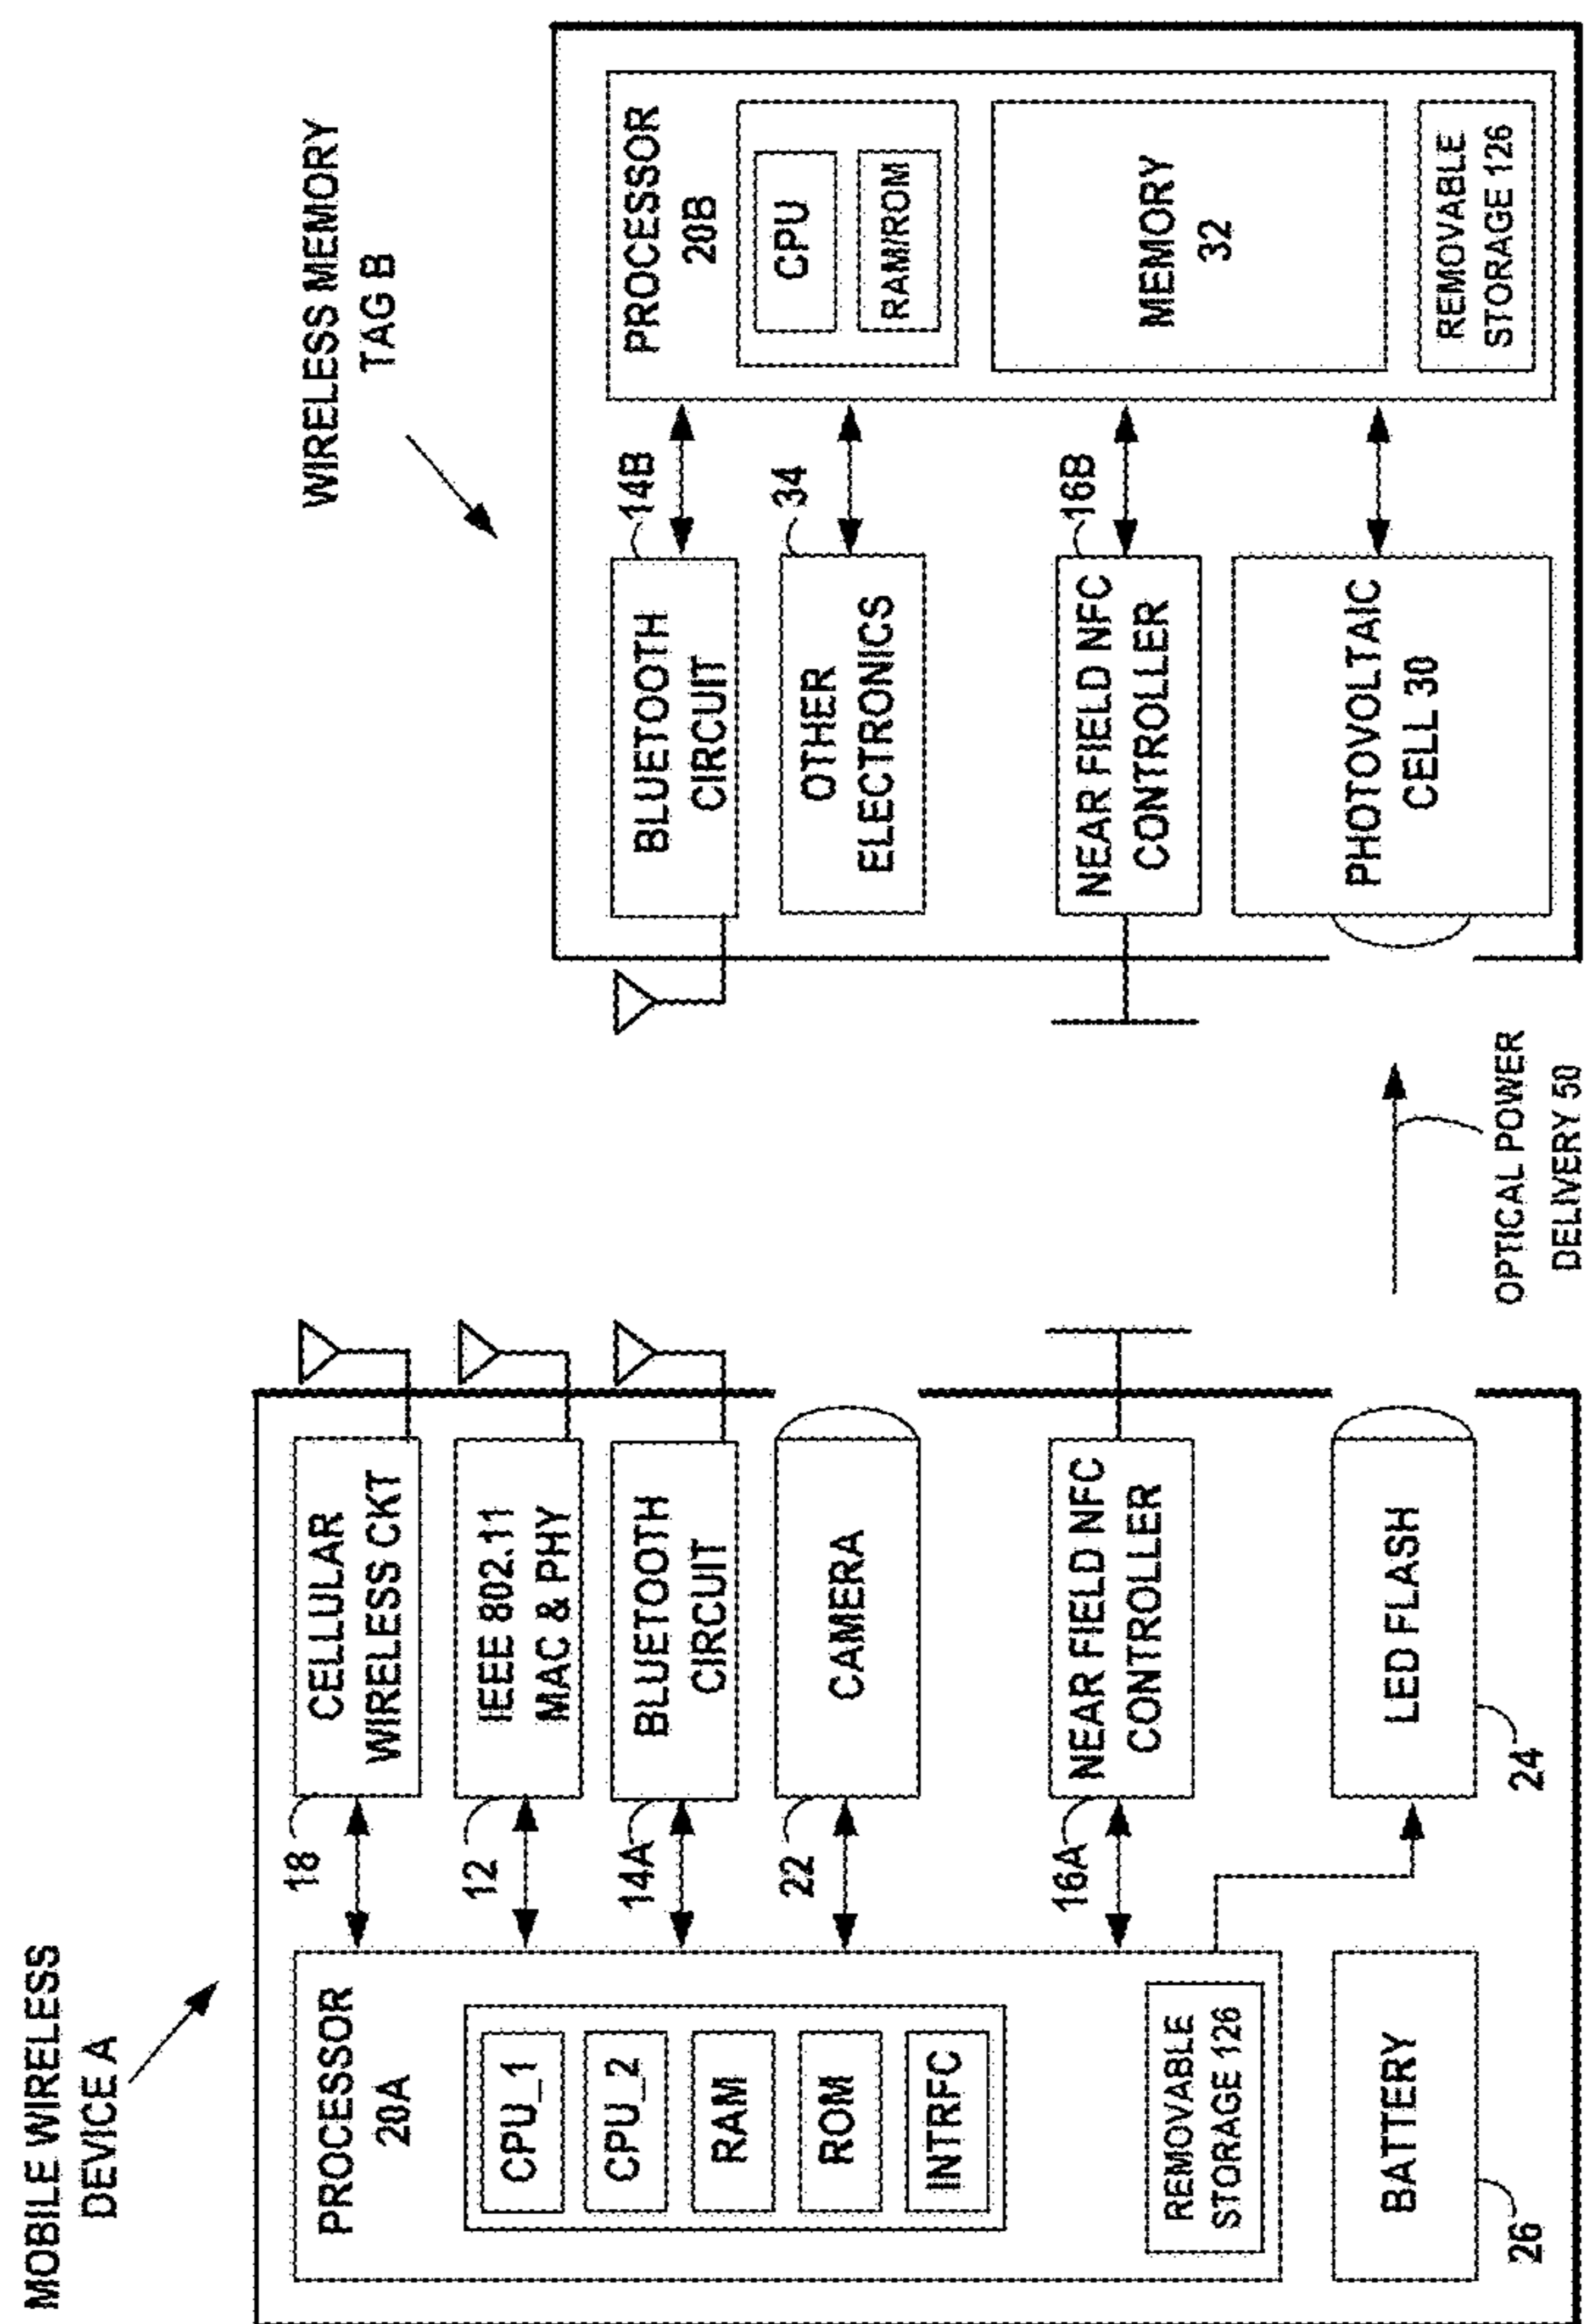 MOBILE WIRELESS
DEVICE A
PROCESSOR
20A
CPU_1
CPU_2
RAM
ROM
INTRFC
REMOVABLE
STORAGE 126
BATTERY
26
18
CELLULAR
WIRELESS CKT
12
IEEE 802.11
MAC & PHY
14A
BLUETOOTH
CIRCUIT
22
CAMERA
16A
NEAR FIELD NFC
CONTROLLER
LED FLASH
24
OPTICAL POWER
DELIVERY 50
WIRELESS MEMORY
TAG B
BLUETOOTH
CIRCUIT
14B
OTHER
ELECTRONICS
34
NEAR FIELD NFC
CONTROLLER
16B
PHOTOVOLTAIC
CELL 30
PROCESSOR
20B
CPU
RAM/ROM
MEMORY
32
REMOVABLE
STORAGE 126